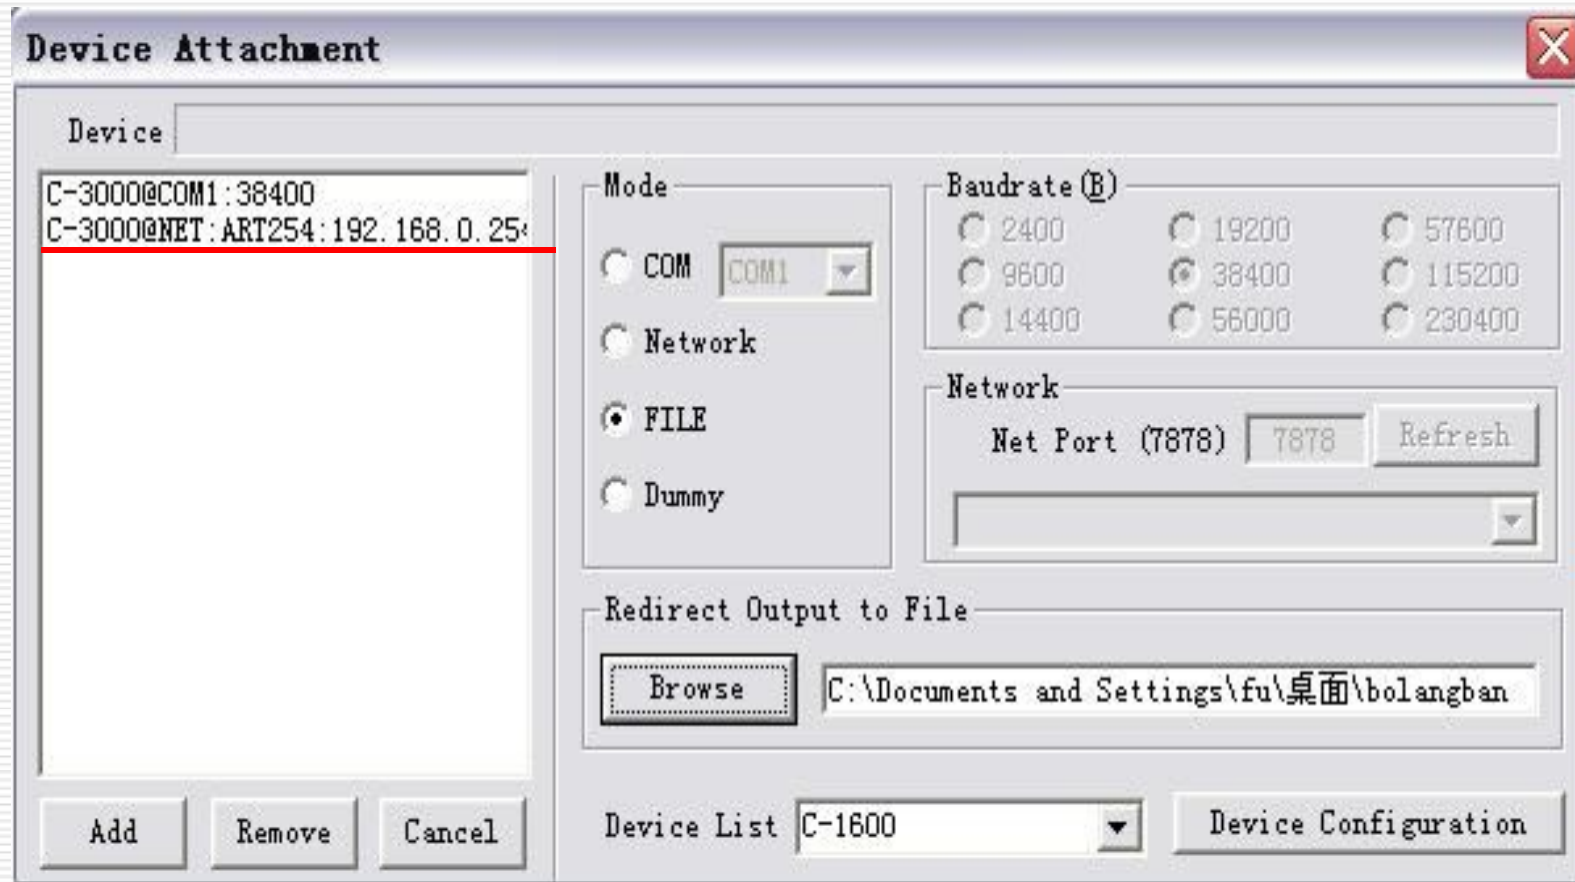 Device Attachment
Device
C-3000@COM1:38400
C-3000@NET:ART254:192.168.0.254
Mode
COM COM1
Network
FILE
Dummy
Baudrate(B)
2400 19200 57600
9600 38400 115200
14400 56000 230400
Network
Net Port (7878) 7878 Refresh
Redirect Output to File
Browse C:\Documents and Settings\fu\桌面\bolangban
Add Remove Cancel
Device List C-1600 Device Configuration